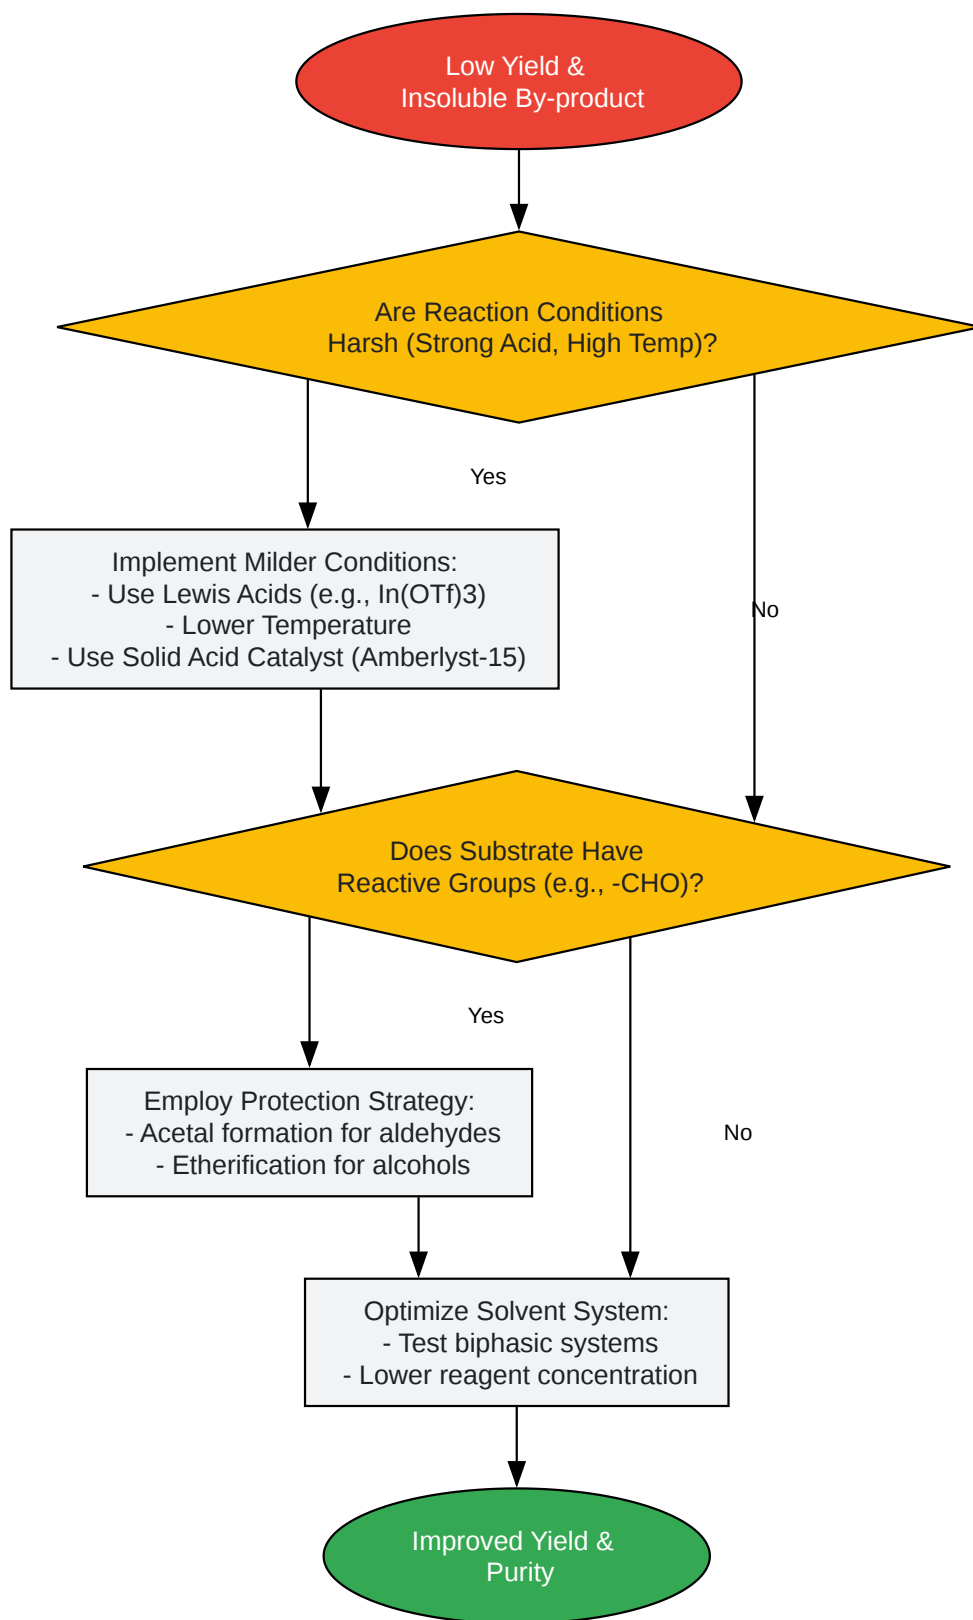 Low Yield &
Insoluble By-product
Are Reaction Conditions
Harsh (Strong Acid, High Temp)?
Yes
Implement Milder Conditions:
- Use Lewis Acids (e.g., In(OTf)3)
- Lower Temperature
- Use Solid Acid Catalyst (Amberlyst-15)
No
Does Substrate Have
Reactive Groups (e.g., -CHO)?
Yes
Employ Protection Strategy:
- Acetal formation for aldehydes
- Etherification for alcohols
No
Optimize Solvent System:
- Test biphasic systems
- Lower reagent concentration
Improved Yield &
Purity